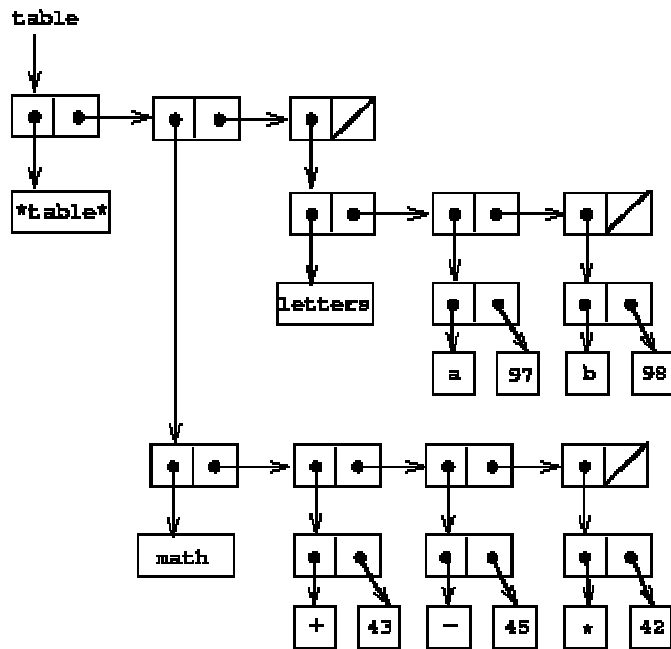 table
*table*
letters
a 97 b 98
math
+ 43 - 45 * 42